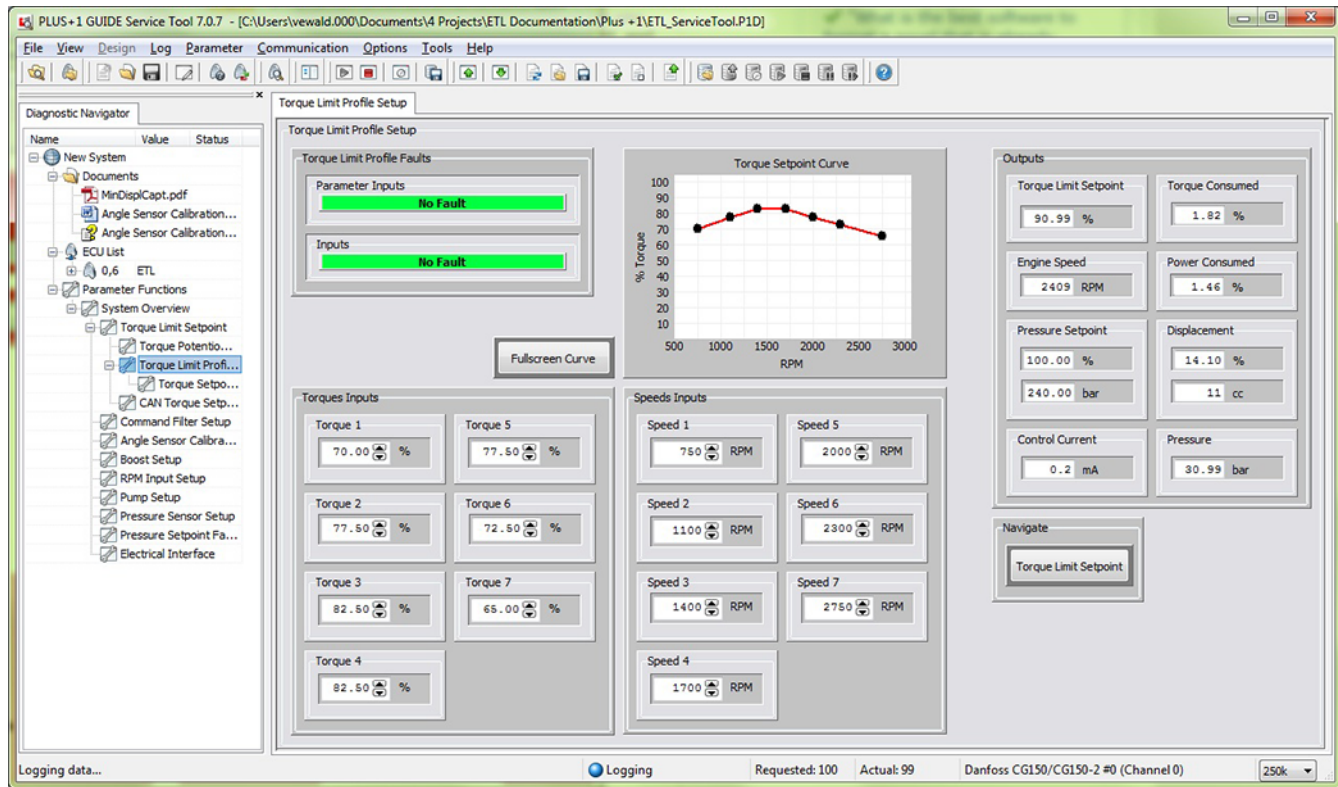 PLUS+1 GUIDE Service Tool 7.0.7 - [C:\Users\vewald.000\Documents\4 Projects\ETL Documentation\Plus +1\ETL_ServiceTool.P1D]
File View Design Log Parameter Communication Options Tools Help
Diagnostic Navigator
Name Value Status
New System
Documents
MinDisplCapt.pdf
Angle Sensor Calibration...
Angle Sensor Calibration...
ECU List
0,6 ETL
Parameter Functions
System Overview
Torque Limit Setpoint
Torque Potentio...
Torque Limit Profi...
Torque Setpo...
CAN Torque Setp...
Command Filter Setup
Angle Sensor Calibra...
Boost Setup
RPM Input Setup
Pump Setup
Pressure Sensor Setup
Pressure Setpoint Fa...
Electrical Interface
Torque Limit Profile Setup
Torque Limit Profile Setup
Torque Limit Profile Faults
Parameter Inputs
No Fault
Inputs
No Fault
Fullscreen Curve
Torque Setpoint Curve
% Torque
100
90
80
70
60
50
40
30
20
10
500 1000 1500 2000 2500 3000
RPM
Torques Inputs
Torque 1
70.00 %
Torque 5
77.50 %
Torque 2
77.50 %
Torque 6
72.50 %
Torque 3
82.50 %
Torque 7
65.00 %
Torque 4
82.50 %
Speeds Inputs
Speed 1
750 RPM
Speed 5
2000 RPM
Speed 2
1100 RPM
Speed 6
2300 RPM
Speed 3
1400 RPM
Speed 7
2750 RPM
Speed 4
1700 RPM
Outputs
Torque Limit Setpoint
90.99 %
Torque Consumed
1.82 %
Engine Speed
2409 RPM
Power Consumed
1.46 %
Pressure Setpoint
100.00 %
240.00 bar
Displacement
14.10 %
11 cc
Control Current
0.2 mA
Pressure
30.99 bar
Navigate
Torque Limit Setpoint
Logging data...
Logging
Requested: 100
Actual: 99
Danfoss CG150/CG150-2 #0 (Channel 0)
250k